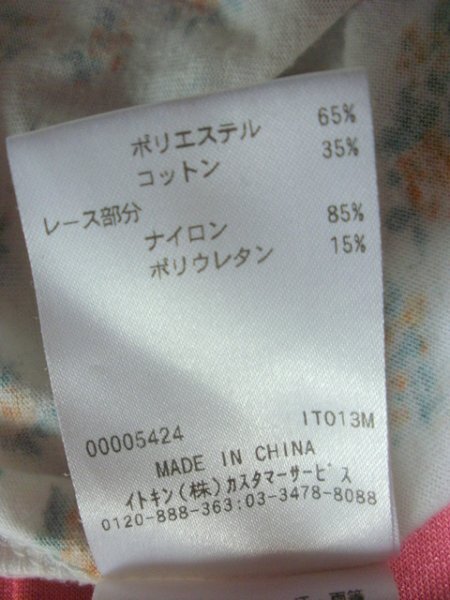 ポリエステル 65%
コットン 35%
レース部分
ナイロン 85%
ポリウレタン 15%
00005424 IT013M
MADE IN CHINA
イトキン(株)カスタマーサービス
0120-888-363:03-3478-8088